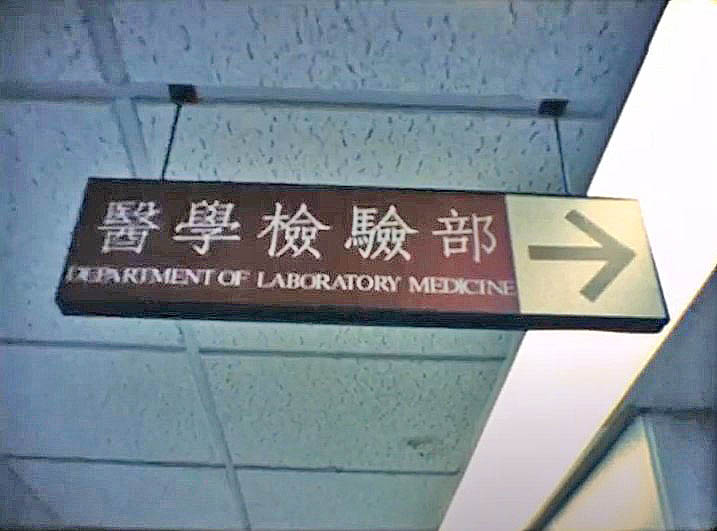 醫學檢驗部
DEPARTMENT OF LABORATORY MEDICINE